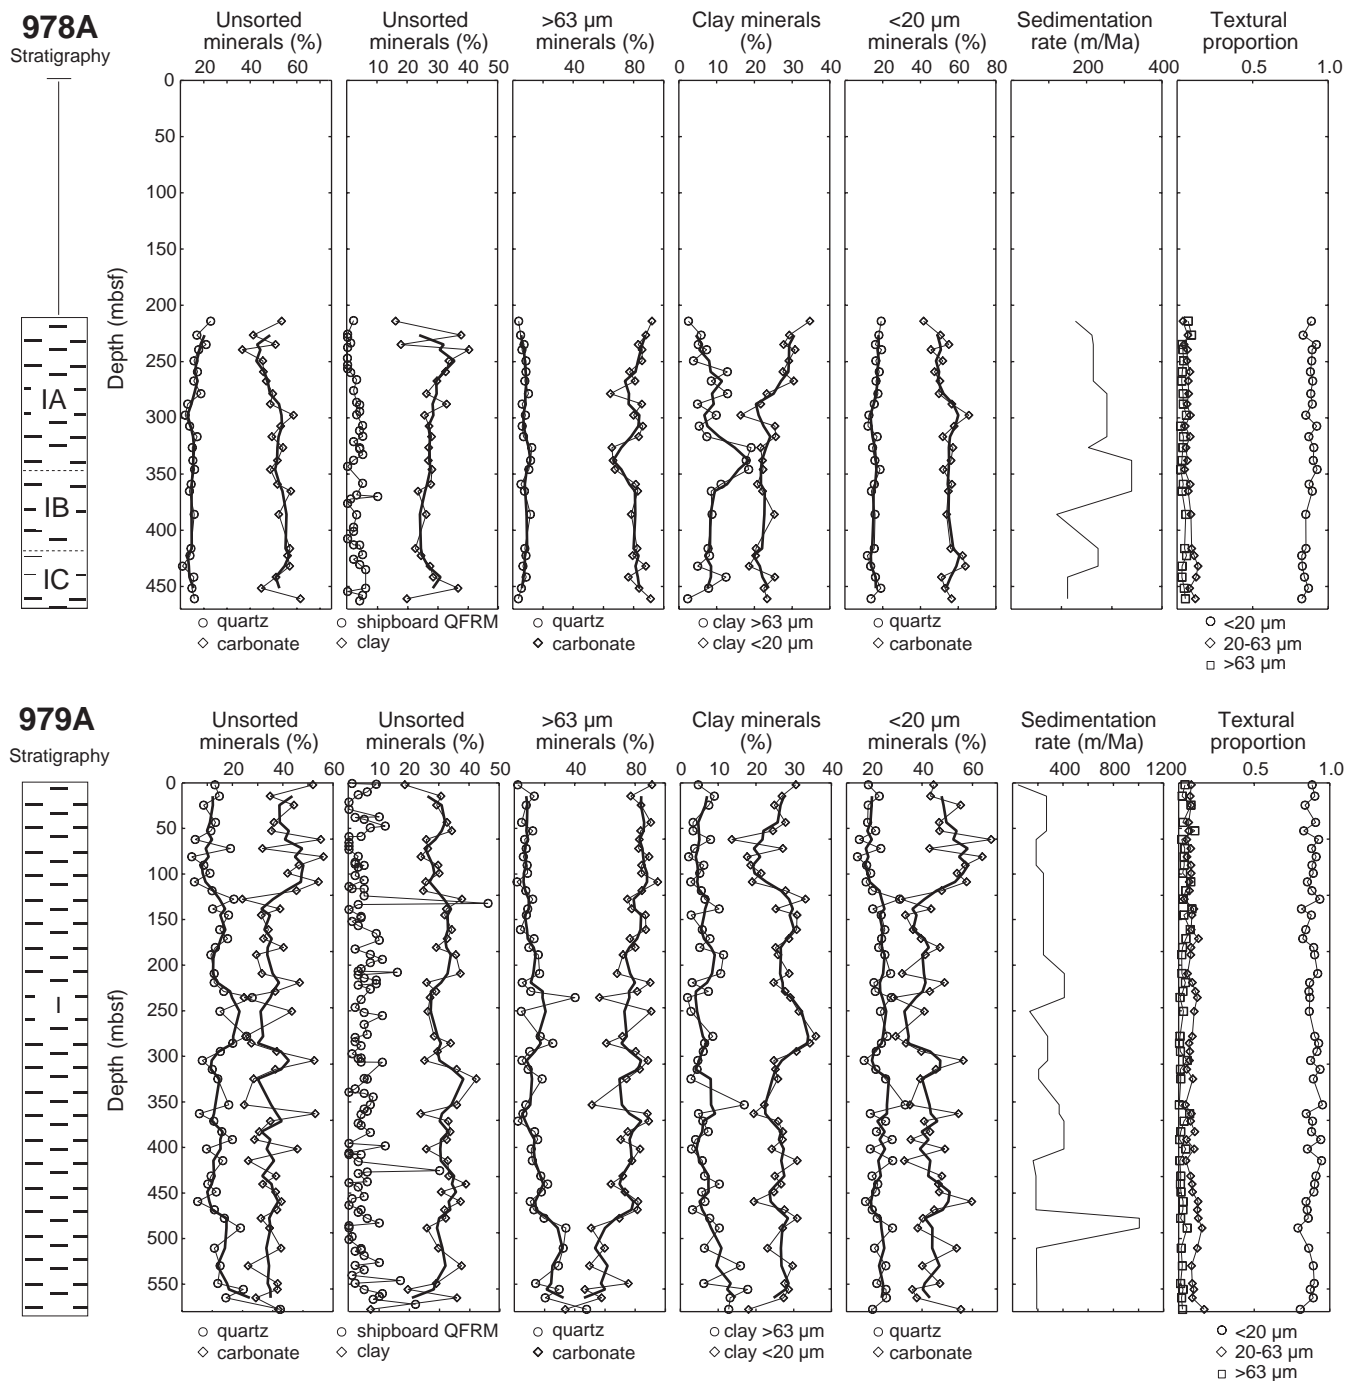 978A
Stratigraphy
Unsorted
minerals (%)
Unsorted
minerals (%)
>63 µm
minerals (%)
Clay minerals
(%)
<20 µm
minerals (%)
Sedimentation
rate (m/Ma)
Textural
proportion
20 40 60
0 10 20 30 40 50
0 40 80
0 10 20 30 40
0 20 40 60 80
200 400
0 0.5 1.0
Depth (mbsf)
0
50
100
150
200
250
300
350
400
450
IA
IB
IC
quartz
carbonate
shipboard QFRM
clay
quartz
carbonate
clay >63 µm
clay <20 µm
quartz
carbonate
<20 µm
20-63 µm
>63 µm
979A
Stratigraphy
Unsorted
minerals (%)
Unsorted
minerals (%)
>63 µm
minerals (%)
Clay minerals
(%)
<20 µm
minerals (%)
Sedimentation
rate (m/Ma)
Textural
proportion
20 40 60
0 10 20 30 40 50
0 40 80
0 10 20 30 40
20 40 60
0 400 800 1200
0 0.5 1.0
Depth (mbsf)
0
50
100
150
200
250
300
350
400
450
500
550
I
quartz
carbonate
shipboard QFRM
clay
quartz
carbonate
clay >63 µm
clay <20 µm
quartz
carbonate
<20 µm
20-63 µm
>63 µm